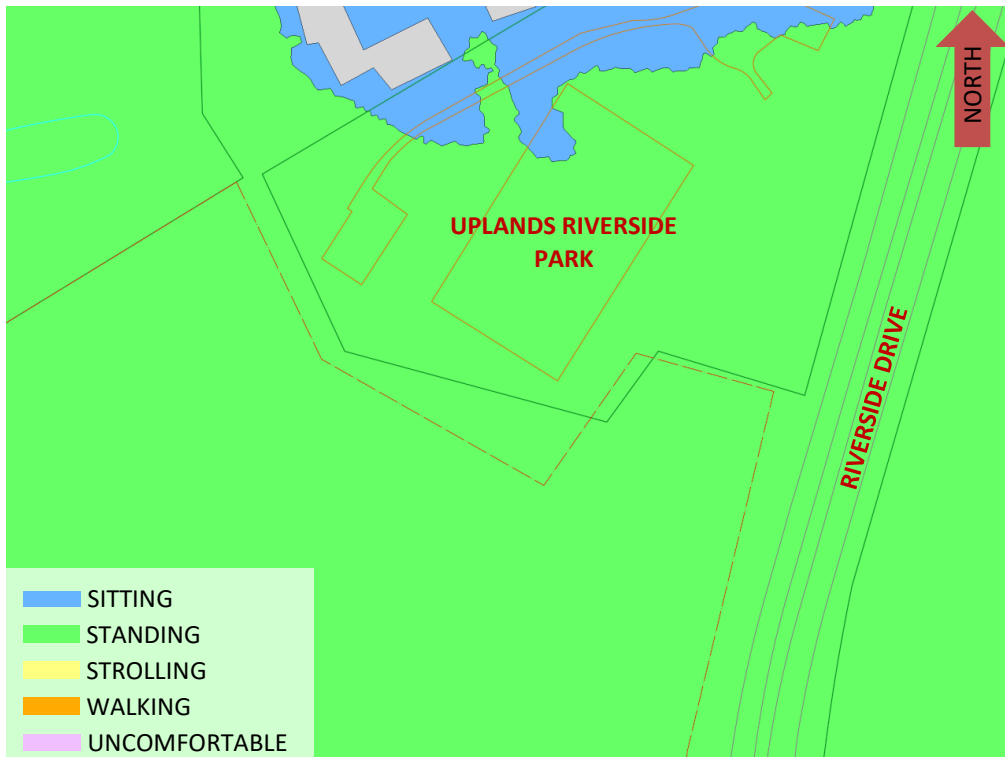 NORTH
UPLANDS RIVERSIDE
PARK
RIVERSIDE DRIVE
SITTING
STANDING
STROLLING
WALKING
UNCOMFORTABLE